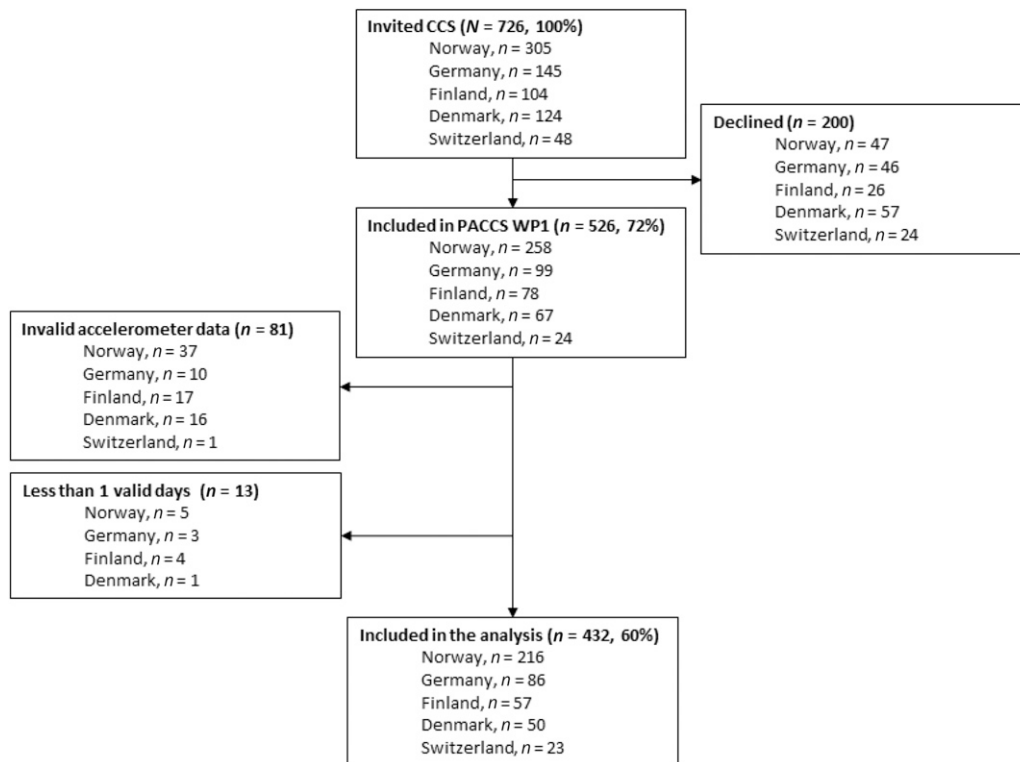 Invited CCS (N = 726, 100%)
Norway, n = 305
Germany, n = 145
Finland, n = 104
Denmark, n = 124
Switzerland, n = 48
Declined (n = 200)
Norway, n = 47
Germany, n = 46
Finland, n = 26
Denmark, n = 57
Switzerland, n = 24
Included in PACCS WP1 (n = 526, 72%)
Norway, n = 258
Germany, n = 99
Finland, n = 78
Denmark, n = 67
Switzerland, n = 24
Invalid accelerometer data (n = 81)
Norway, n = 37
Germany, n = 10
Finland, n = 17
Denmark, n = 16
Switzerland, n = 1
Less than 1 valid days (n = 13)
Norway, n = 5
Germany, n = 3
Finland, n = 4
Denmark, n = 1
Included in the analysis (n = 432, 60%)
Norway, n = 216
Germany, n = 86
Finland, n = 57
Denmark, n = 50
Switzerland, n = 23